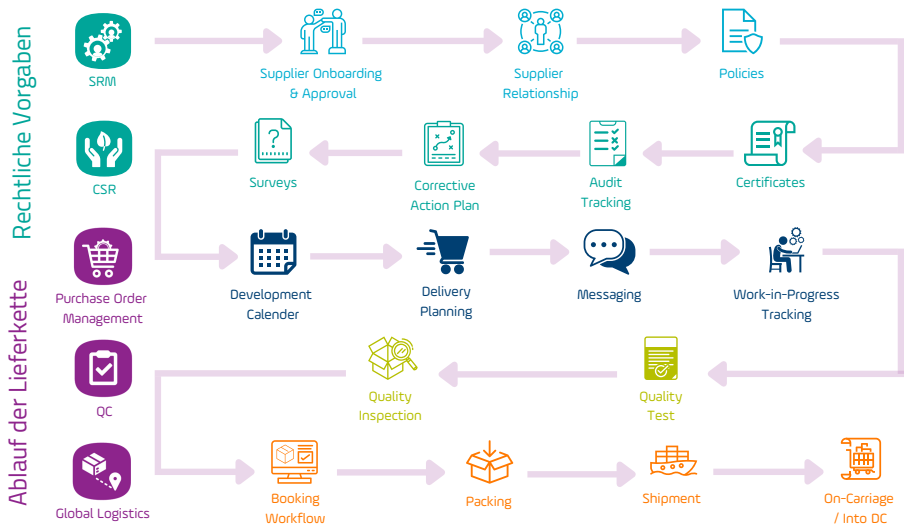 Rechtliche Vorgaben
SRM
Supplier Onboarding
& Approval
Supplier
Relationship
Policies
CSR
Surveys
Corrective
Action Plan
Audit
Tracking
Certificates
Ablauf der Lieferkette
Purchase Order
Management
Development
Calender
Delivery
Planning
Messaging
Work-in-Progress
Tracking
QC
Quality
Inspection
Quality
Test
Global Logistics
Booking
Workflow
Packing
Shipment
On-Carriage
/ Into DC